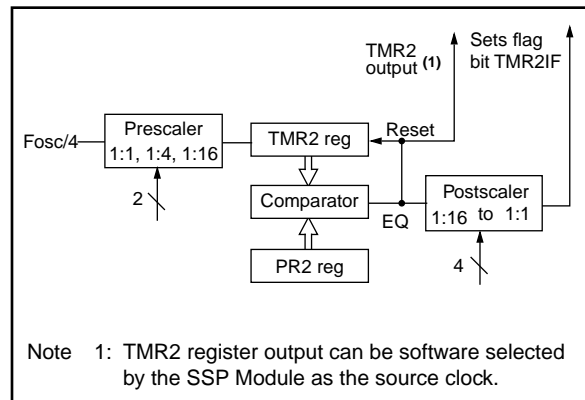 TMR2
output (1)
Sets flag
bit TMR2IF
Fosc/4
Prescaler
1:1, 1:4, 1:16
2
TMR2 reg
Reset
Comparator
EQ
Postscaler
1:16 to 1:1
4
PR2 reg
Note 1: TMR2 register output can be software selected
by the SSP Module as the source clock.